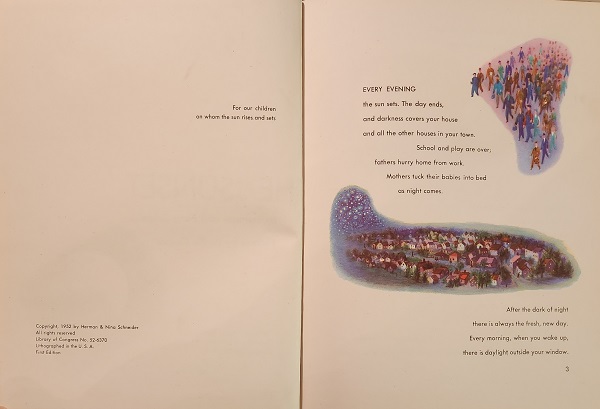 For our children
on whom the sun rises and sets
Copyright, 1952 by Herman & Nina Schneider
All rights reserved
Library of Congress No. 52-6370
Lithographed in the U. S. A.
First Edition
EVERY EVENING
the sun sets. The day ends,
and darkness covers your house
and all the other houses in your town.
School and play are over;
fathers hurry home from work.
Mothers tuck their babies into bed
as night comes.
After the dark of night
there is always the fresh, new day.
Every morning, when you wake up,
there is daylight outside your window.
3